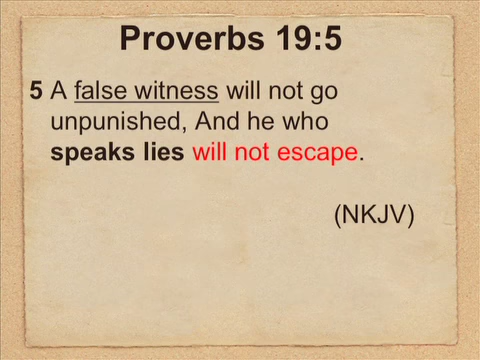 Proverbs 19:5
5 A false witness will not go
unpunished, And he who
speaks lies will not escape.
(NKJV)